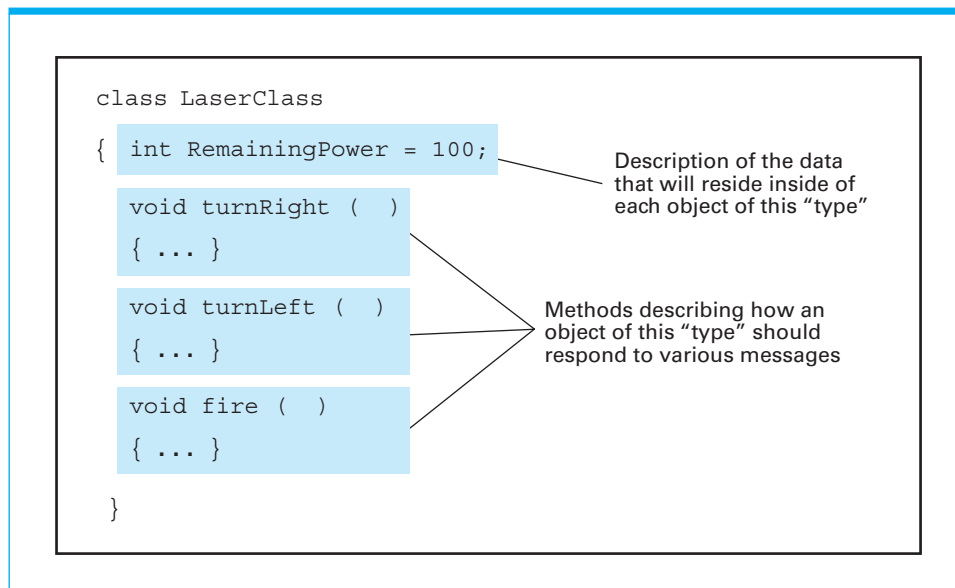 class LaserClass
{ int RemainingPower = 100;
Description of the data
that will reside inside of
each object of this “type”
void turnRight ( )
{ ... }
void turnLeft ( )
{ ... }
Methods describing how an
object of this “type” should
respond to various messages
void fire ( )
{ ... }
}